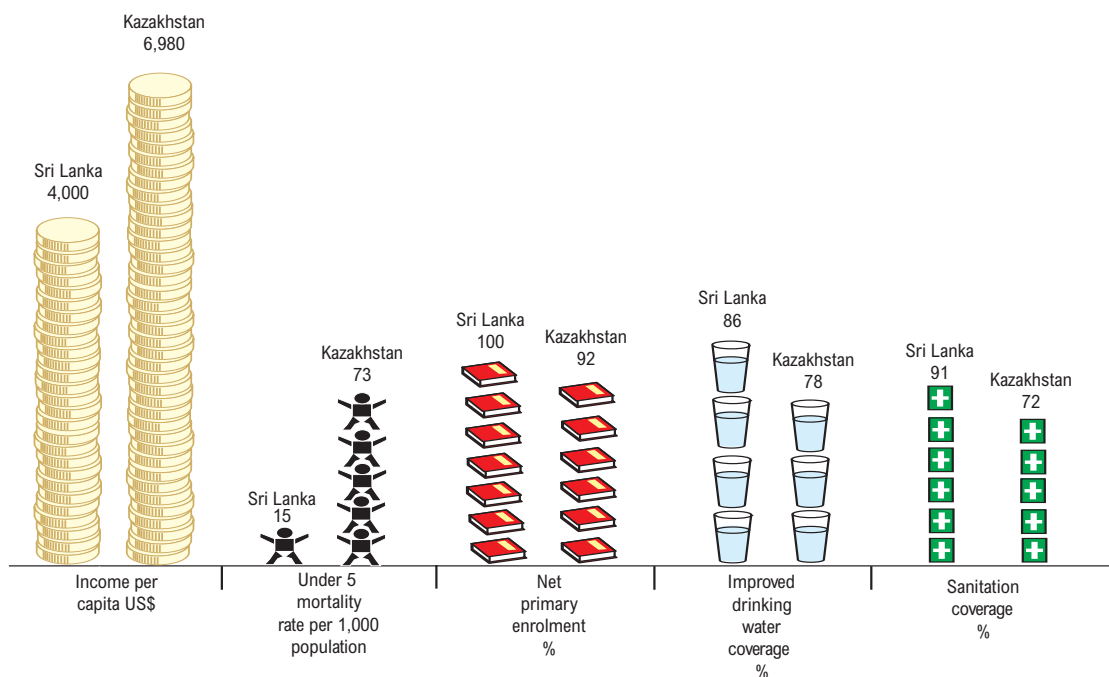 Kazakhstan
6,980
Sri Lanka
4,000
Sri Lanka
15
Kazakhstan
73
Sri Lanka
100
Kazakhstan
92
Sri Lanka
86
Kazakhstan
78
Sri Lanka
91
Kazakhstan
72
Income per
capita US$
Under 5
mortality
rate per 1,000
population
Net
primary
enrolment
%
Improved
drinking
water
coverage
%
Sanitation
coverage
%